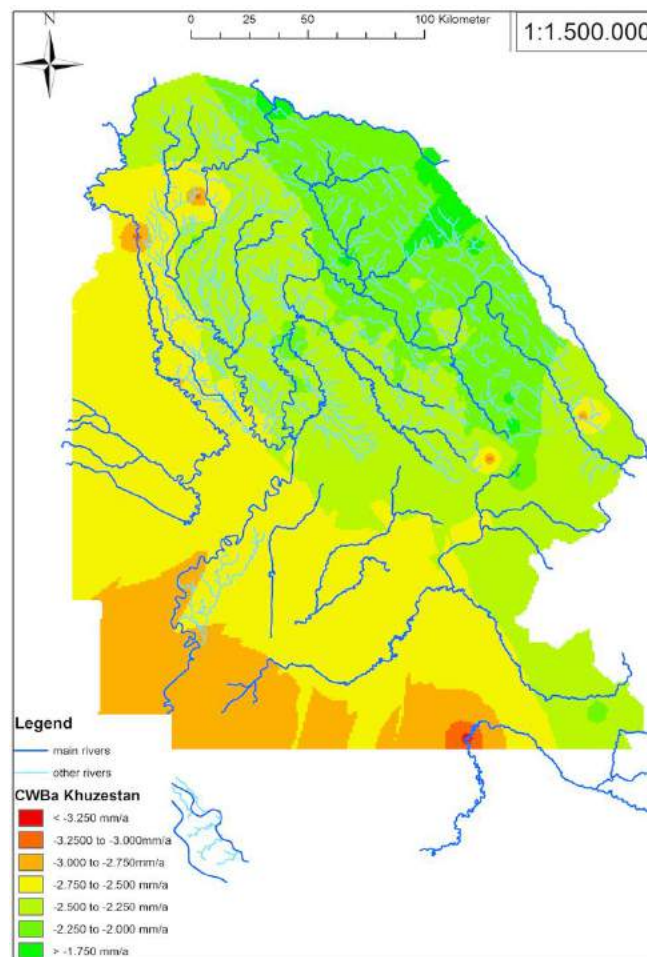 0 25 50 100 Kilometer
1:1.500.000
Legend
main rivers
other rivers
CWBa Khuzestan
< -3.250 mm/a
-3.2500 to -3.000mm/a
-3.000 to -2.750mm/a
-2.750 to -2.500 mm/a
-2.500 to -2.250 mm/a
-2.250 to -2.000 mm/a
> -1.750 mm/a